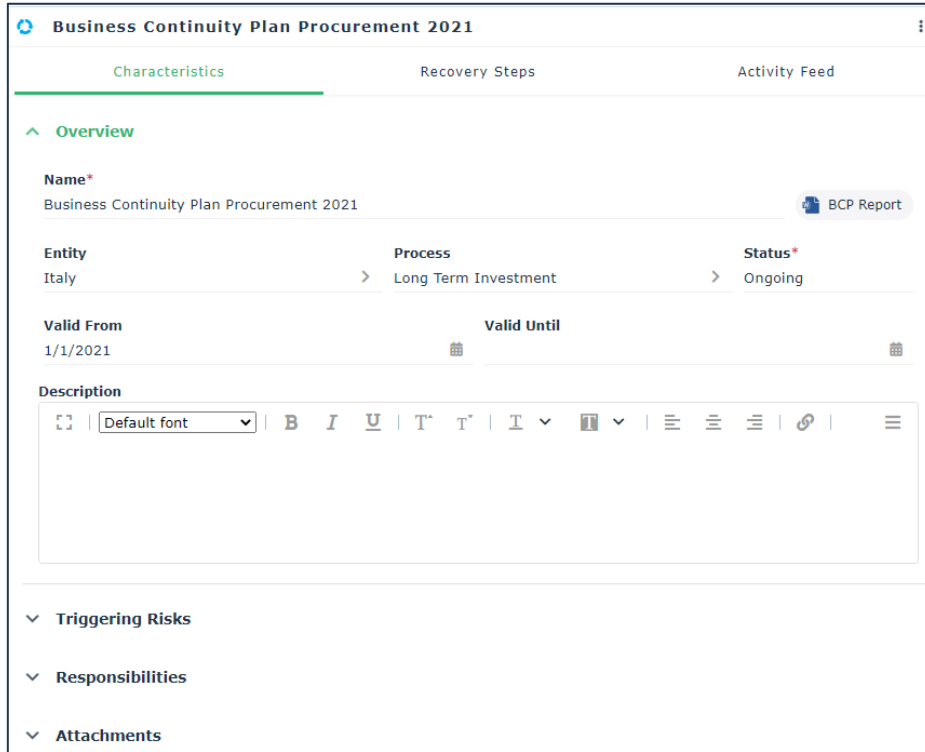 Business Continuity Plan Procurement 2021
Characteristics Recovery Steps Activity Feed
Overview
Name*
Business Continuity Plan Procurement 2021 BCP Report
Entity Process Status*
Italy Long Term Investment Ongoing
Valid From Valid Until
1/1/2021
Description
Default font B I U T T T T
Triggering Risks
Responsibilities
Attachments